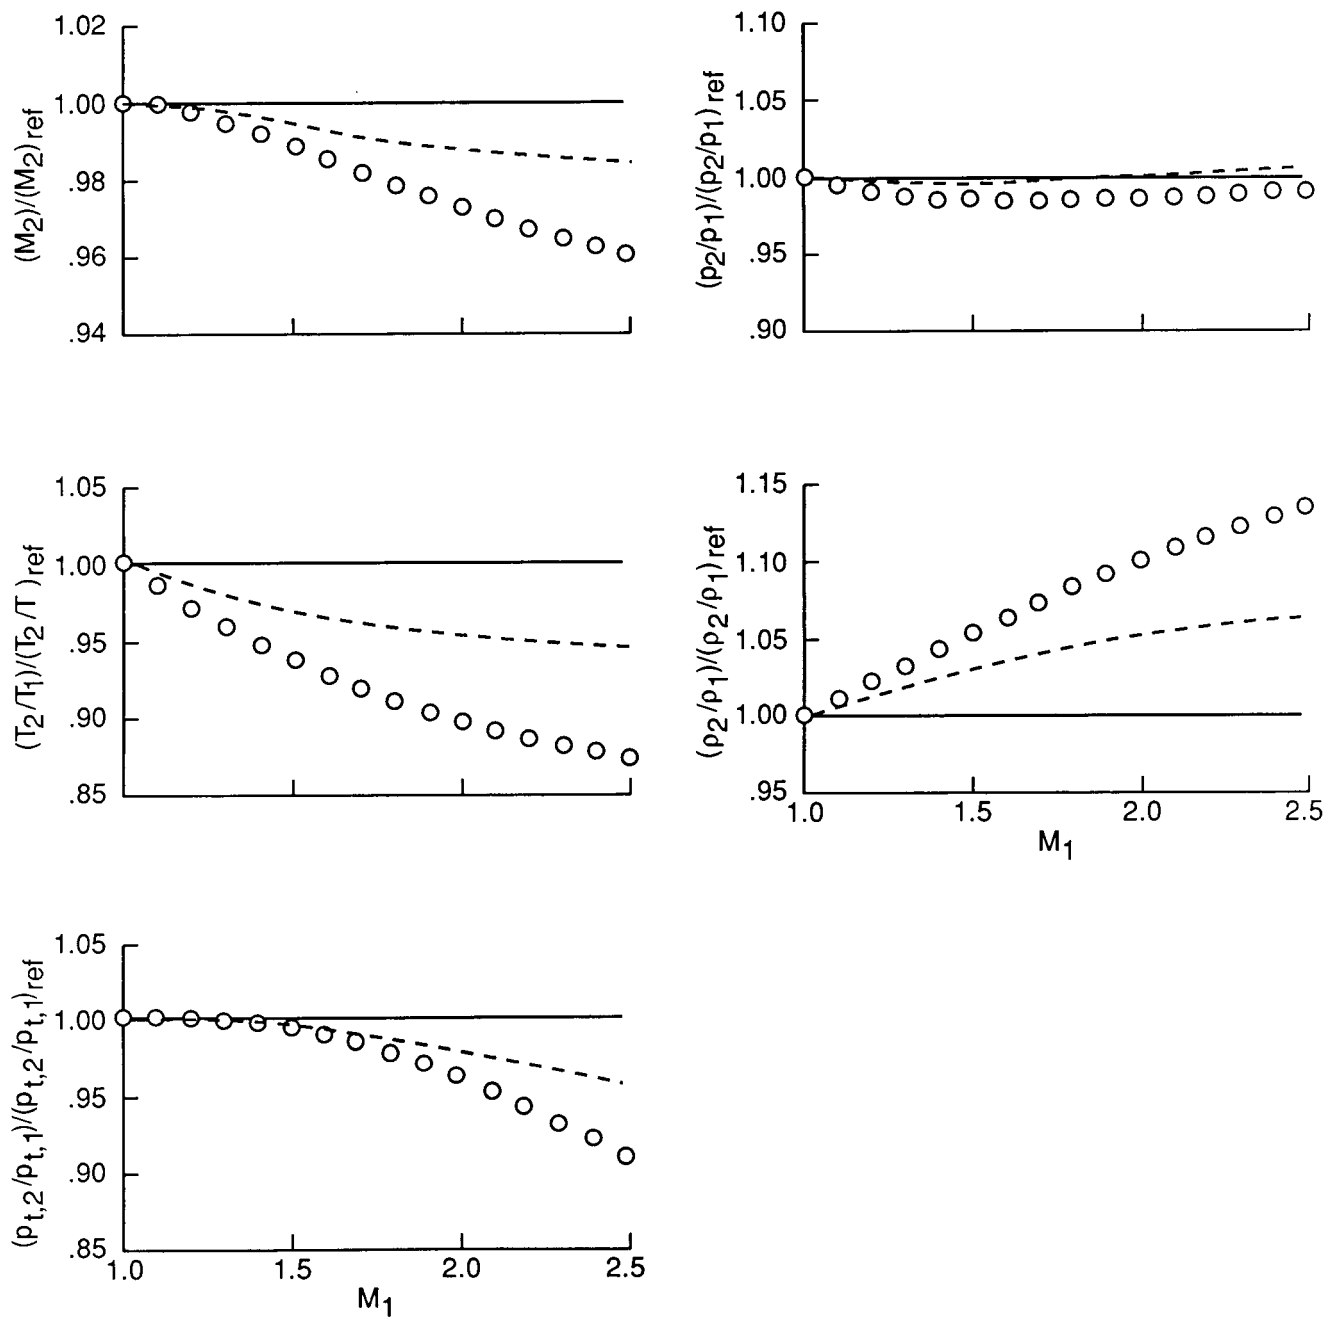 1.02
1.00
.98
.96
.94
(M2)/(M2)ref
1.10
1.05
1.00
.95
.90
(p2/p1)/(p2/p1)ref
1.05
1.00
.95
.90
.85
(T2/T1)/(T2/T )ref
1.15
1.10
1.05
1.00
.95
(ρ2/ρ1)/(ρ2/ρ1)ref
1.0 1.5 2.0 2.5
M1
1.05
1.00
.95
.90
.85
(pt,2/pt,1)/(pt,2/pt,1)ref
1.0 1.5 2.0 2.5
M1